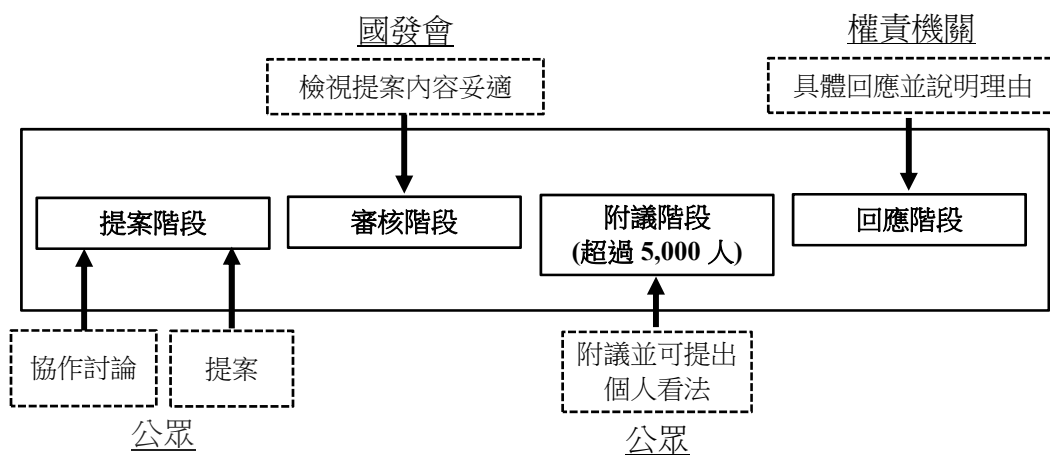 國發會
權責機關
檢視提案內容妥適
具體回應並說明理由
提案階段
審核階段
附議階段
(超過 5,000 人)
回應階段
協作討論
提案
附議並可提出
個人看法
公眾
公眾